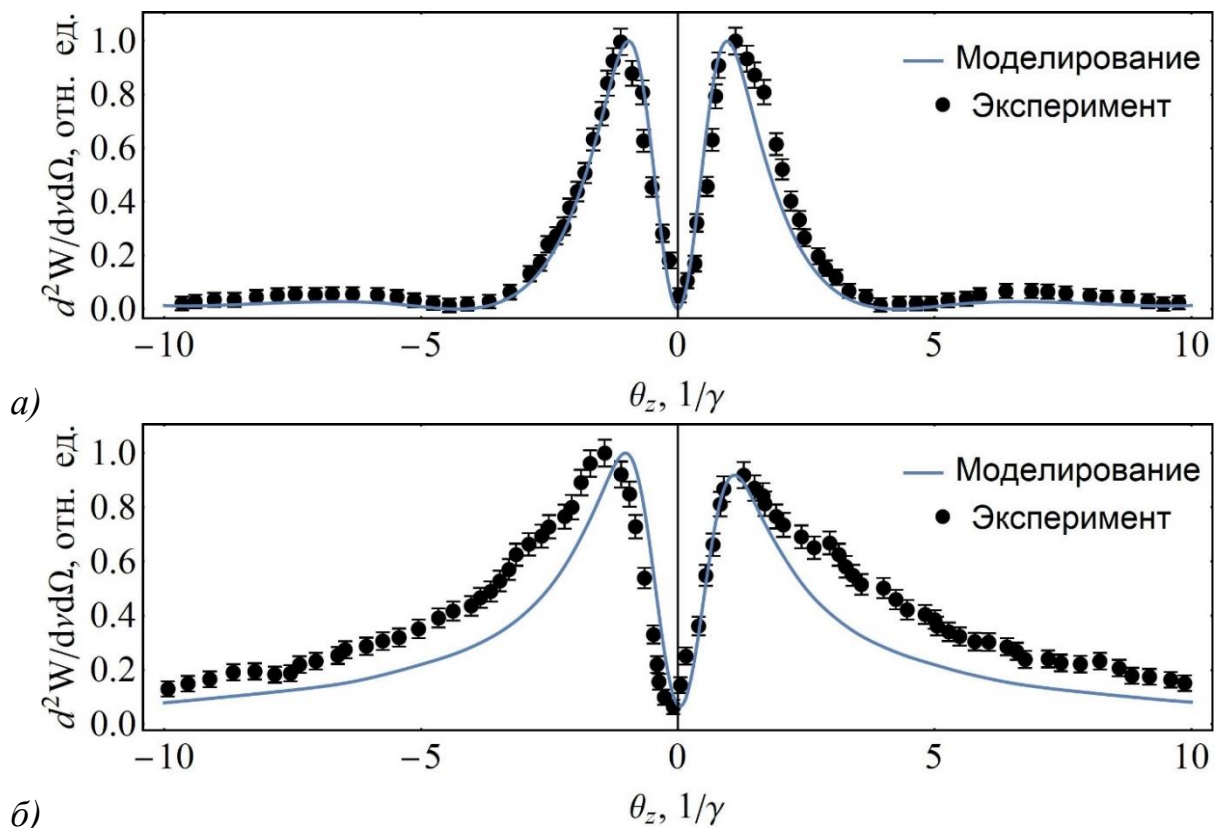 d²W/dνdΩ, отн. ед.
1.0
0.8
0.6
0.4
0.2
0.0
Моделирование
Эксперимент
−10 −5 0 5 10
θz, 1/γ
а)
d²W/dνdΩ, отн. ед.
1.0
0.8
0.6
0.4
0.2
0.0
Моделирование
Эксперимент
−10 −5 0 5 10
θz, 1/γ
б)